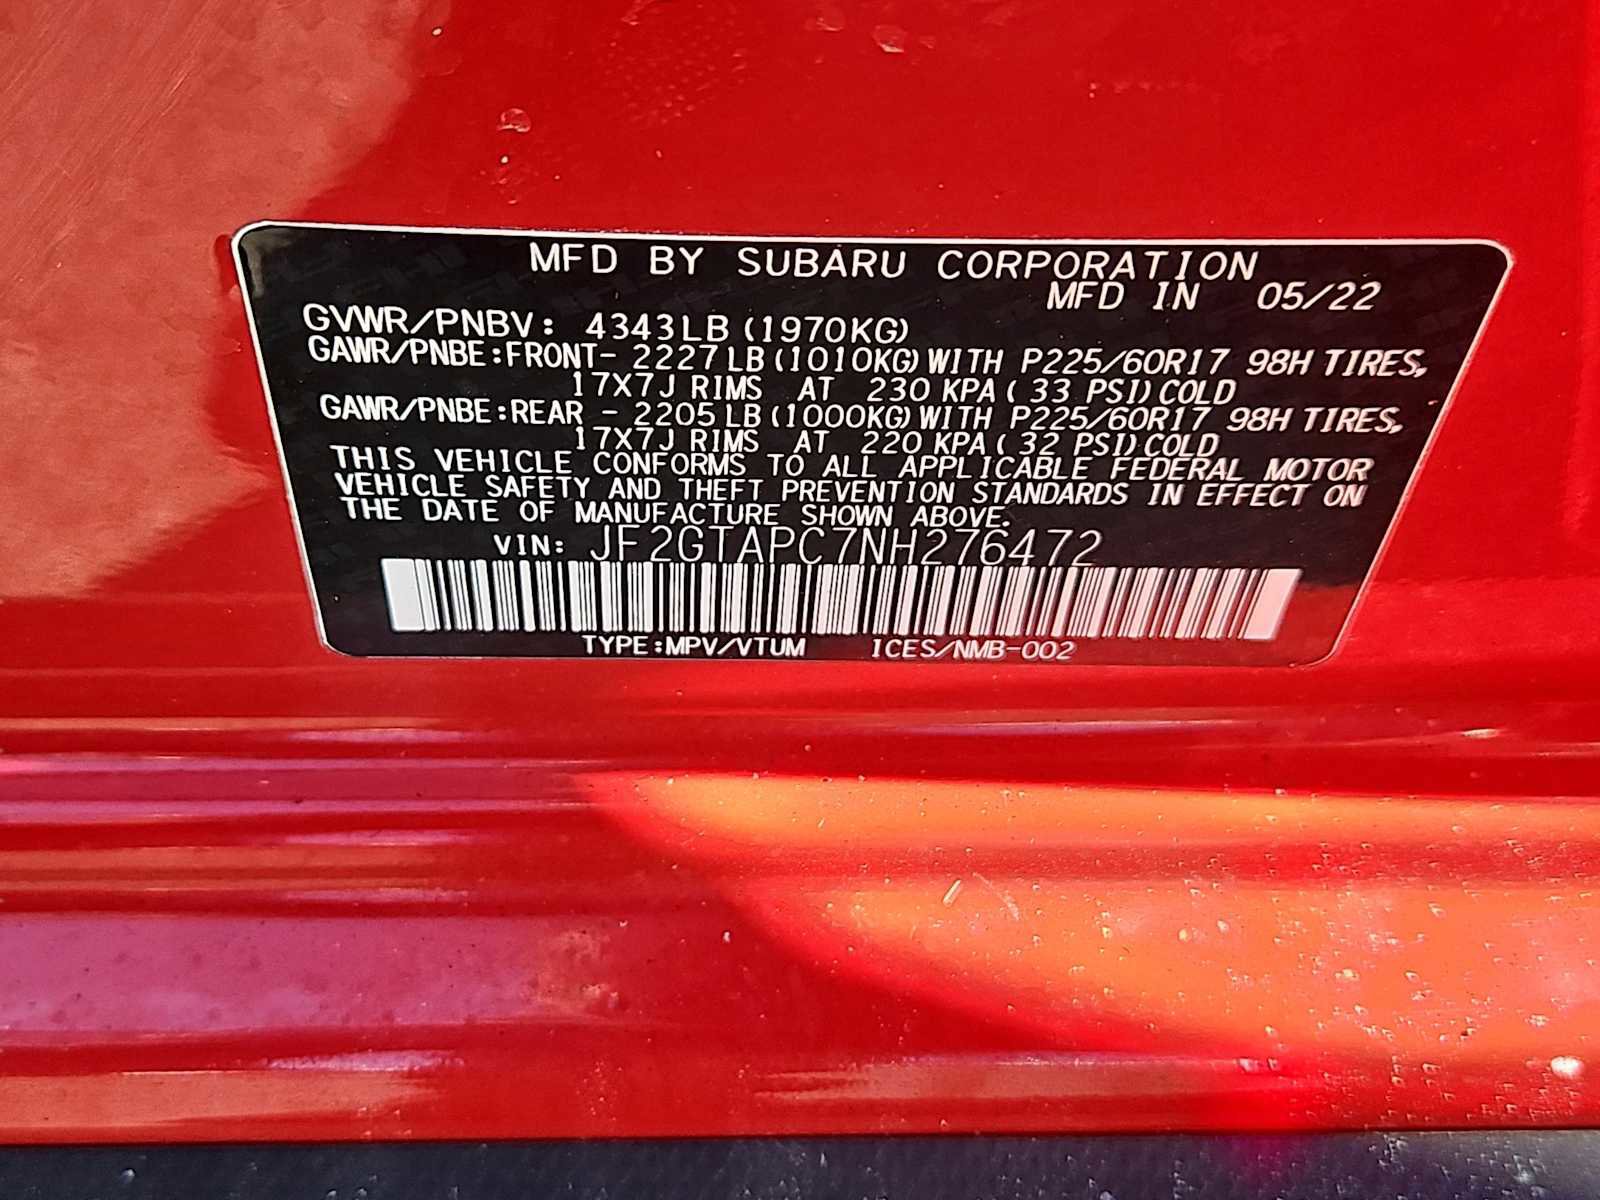 MFD BY SUBARU CORPORATION
MFD IN 05/22
GVWR/PNBV: 4343LB (1970KG)
GAWR/PNBE:FRONT- 2227LB (1010KG) WITH P225/60R17 98H TIRES,
17X7J RIMS AT 230 KPA ( 33 PSI) COLD
GAWR/PNBE:REAR - 2205LB (1000KG) WITH P225/60R17 98H TIRES,
17X7J RIMS AT 220 KPA ( 32 PSI) COLD
THIS VEHICLE CONFORMS TO ALL APPLICABLE FEDERAL MOTOR
VEHICLE SAFETY AND THEFT PREVENTION STANDARDS IN EFFECT ON
THE DATE OF MANUFACTURE SHOWN ABOVE.
VIN: JF2GTAPC7NH276472
TYPE:MPV/VTUM ICES/NMB-002